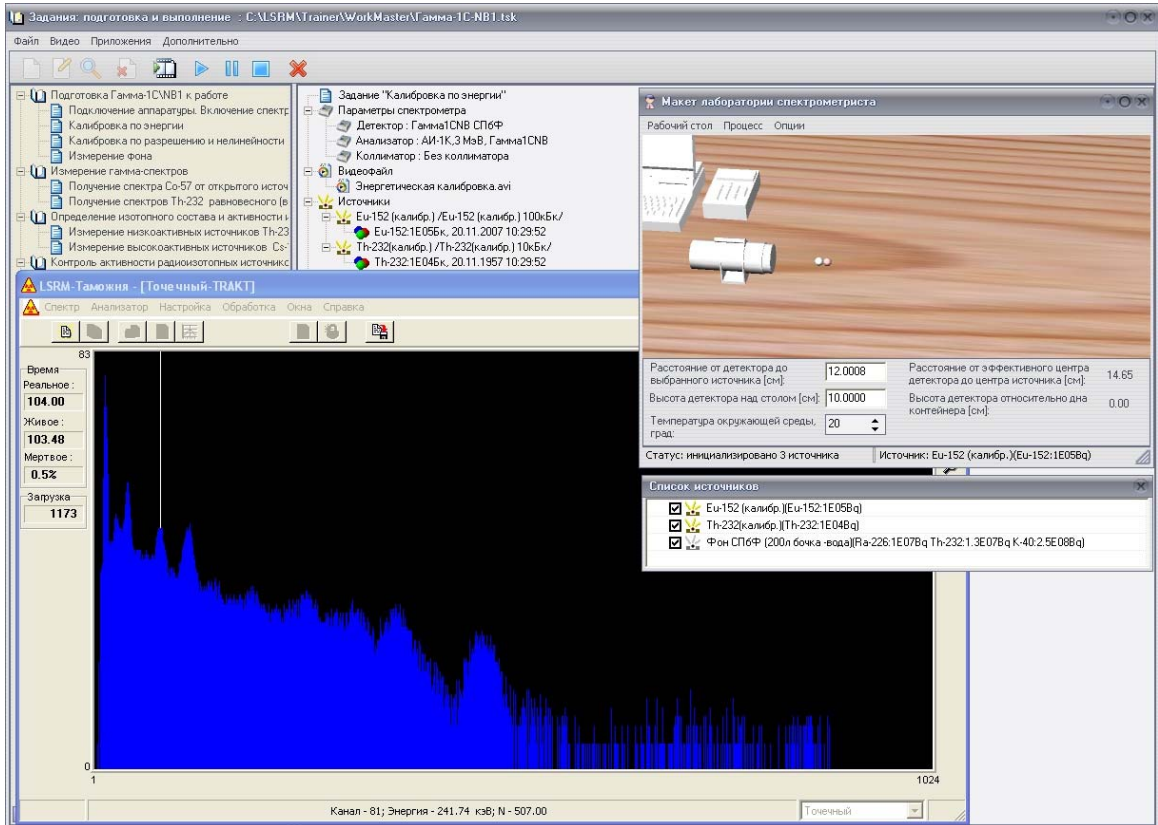 Задания: подготовка и выполнение : C:\LSRM\Trainer\WorkMaster\Гамма-1С-NB1.tsk
Файл Видео Приложения Дополнительно
Подготовка Гамма-1С\NB1 к работе
Подключение аппаратуры. Включение спектр
Калибровка по энергии
Калибровка по разрешению и нелинейности
Измерение фона
Измерение гамма-спектров
Получение спектра Co-57 от открытого источ
Получение спектров Th-232 равновесного (в
Определение изотопного состава и активности и
Измерение низкоактивных источников Th-23
Измерение высокоактивных источников Cs-
Контроль активности радиоизотопных источникс
Задание "Калибровка по энергии"
Параметры спектрометра
Детектор : Гамма1CNB СПбФ
Анализатор : АИ-1К,3 МэВ, Гамма1CNB
Коллиматор : Без коллиматора
Видеофайл
Энергетическая калибровка.avi
Источники
Eu-152 (калибр.) /Eu-152 (калибр.) 100кБк/
Eu-152:1E05Бк, 20.11.2007 10:29:52
Th-232(калибр.) /Th-232(калибр.) 10кБк/
Th-232:1E04Бк, 20.11.1957 10:29:52
Макет лаборатории спектрометриста
Рабочий стол Процесс Опции
Расстояние от детектора до
выбранного источника [см]:
12.0008
Расстояние от эффективного центра
детектора до центра источника [см]:
14.65
Высота детектора над столом [см]:
10.0000
Высота детектора относительно дна
контейнера [см]:
0.00
Температура окружающей среды,
град:
20
Статус: инициализировано 3 источника
Источник: Eu-152 (калибр.)(Eu-152:1E05Bq)
Список источников
Eu-152 (калибр.)(Eu-152:1E05Bq)
Th-232(калибр.)(Th-232:1E04Bq)
Фон СПбФ (200л бочка -вода)(Ra-226:1E07Bq Th-232:1.3E07Bq K-40:2.5E08Bq)
LSRM-Таможня - [Точечный-TRAKT]
Спектр Анализатор Настройка Обработка Окна Справка
83
Время
Реальное :
104.00
Живое :
103.48
Мертвое :
0.5%
Загрузка
1173
0
1
1024
Канал - 81; Энергия - 241.74 кэВ; N - 507.00
Точечный